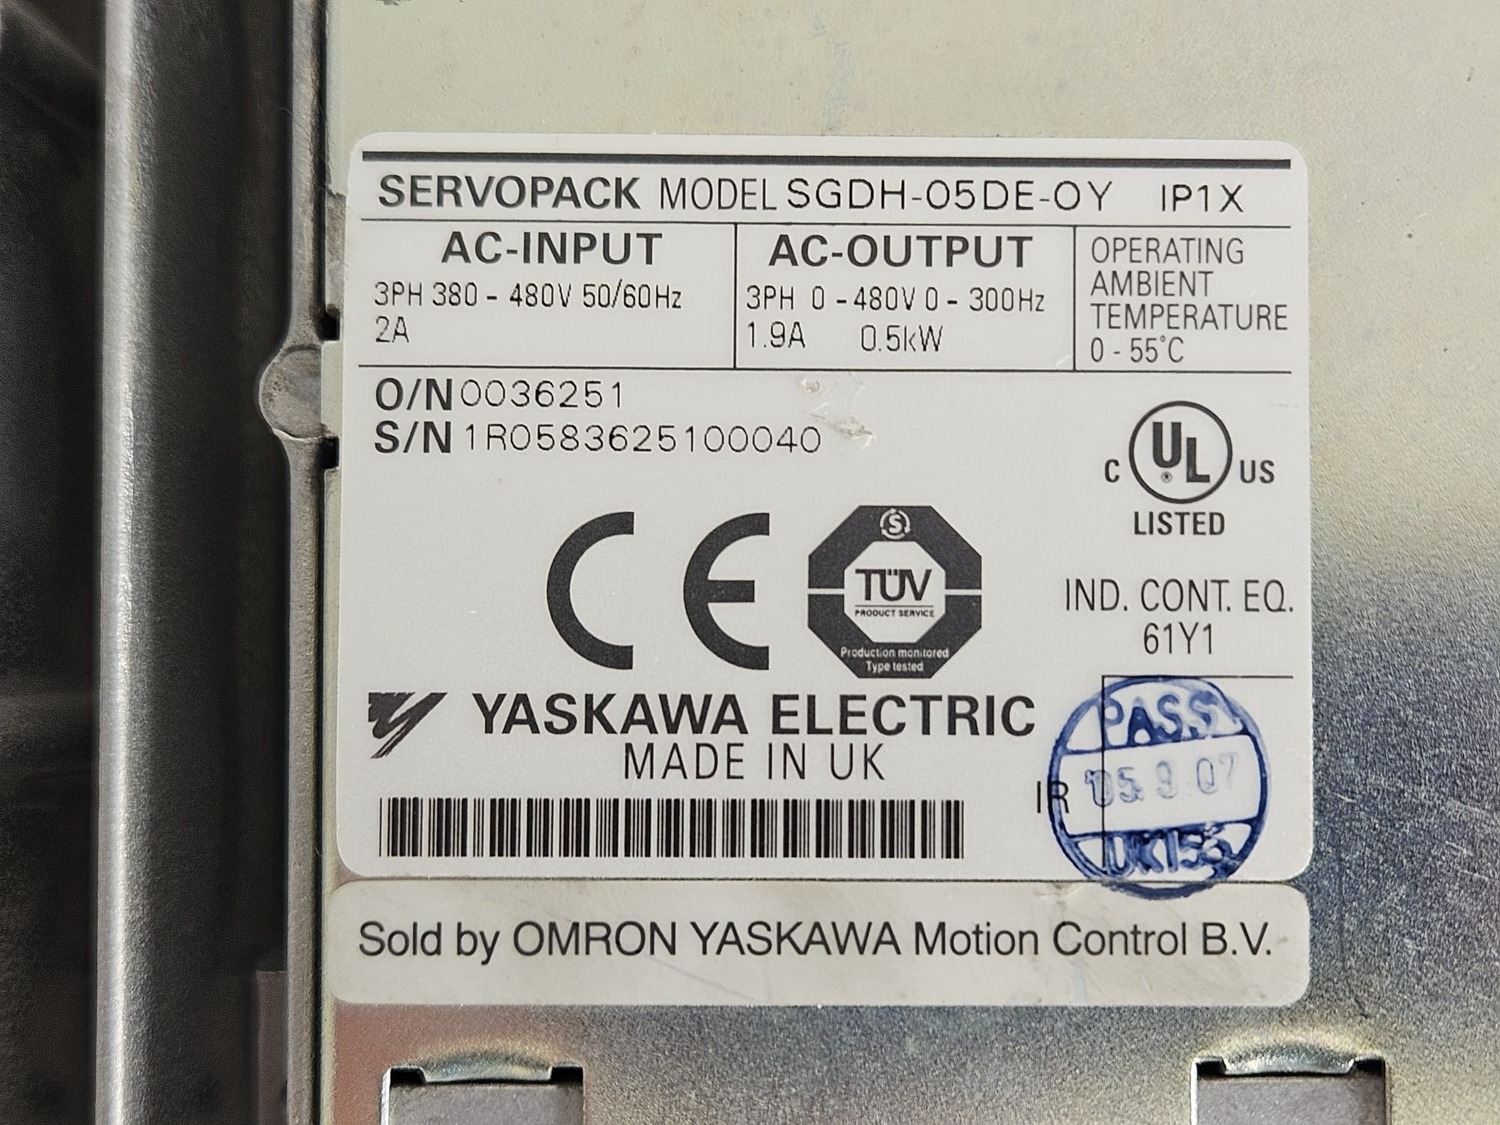 SERVOPACK MODEL SGDH-05DE-OY IP1X
AC-INPUT
3PH 380 - 480V 50/60Hz
2A
AC-OUTPUT
3PH 0 - 480V 0 - 300Hz
1.9A 0.5kW
OPERATING
AMBIENT
TEMPERATURE
0 - 55°C
O/N 0036251
S/N 1R0583625100040
C UL ® US
LISTED
IND. CONT. EQ.
61Y1
CE
S
TÜV
PRODUCT SERVICE
Production monitored
Type tested
YASKAWA ELECTRIC
MADE IN UK
IR
PASS
05.9.07
Sold by OMRON YASKAWA Motion Control B.V.